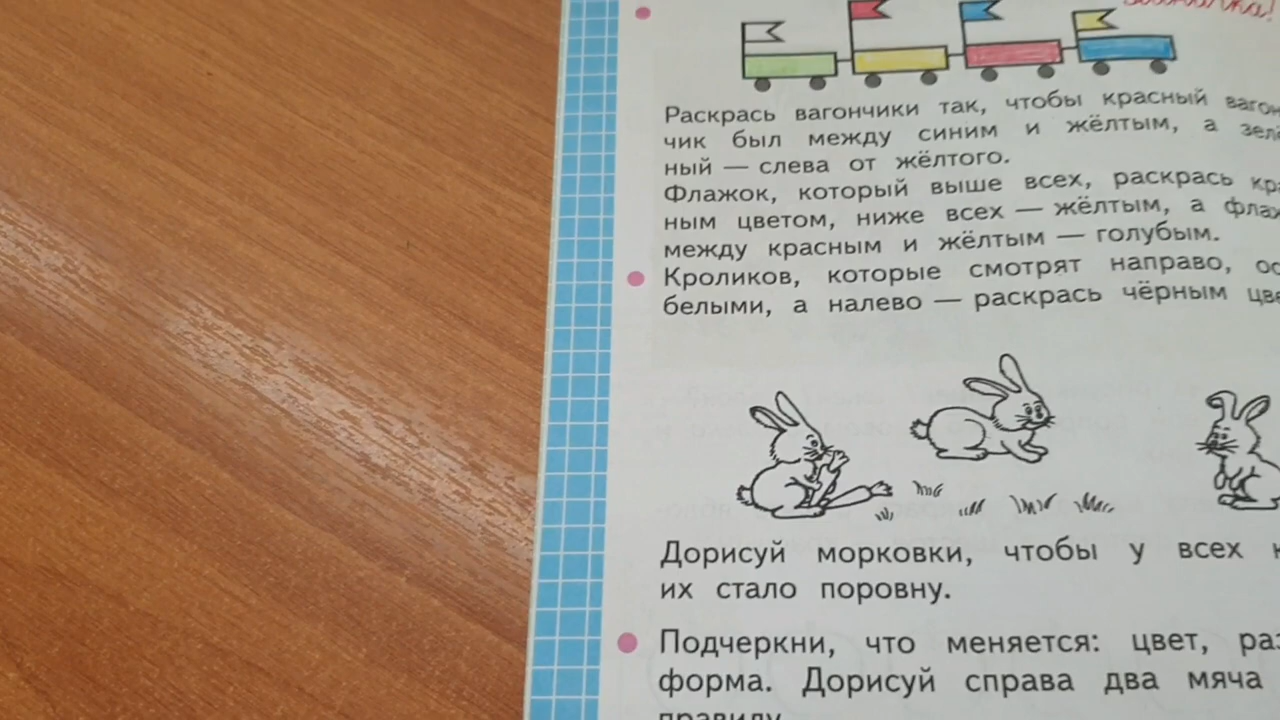 Раскрась вагончики так, чтобы красный вагон-
чик был между синим и жёлтым, а
ный — слева от жёлтого.
Флажок, который выше всех, раскрась
ным цветом, ниже всех — жёлтым, а
между красным и жёлтым — голубым.
Кроликов, которые смотрят направо,
белыми, а налево — раскрась чёрным
Дорисуй морковки, чтобы у всех
их стало поровну.
Подчеркни, что меняется: цвет,
форма. Дорисуй справа два мяча